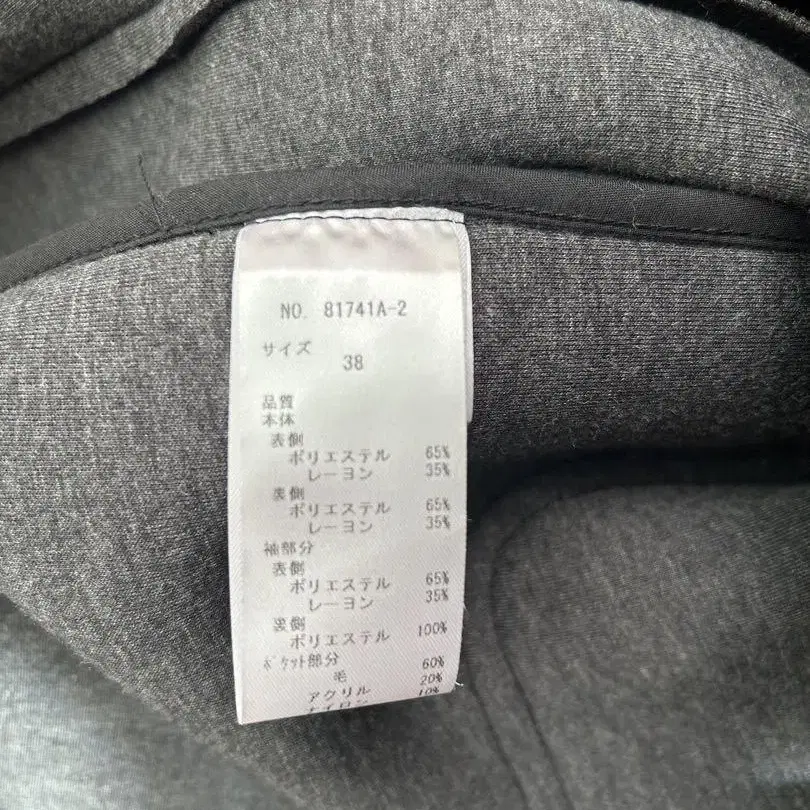 NO. 81741A-2
サイズ
38
品質
本体
表側
ポリエステル 65%
レーヨン 35%
裏側
ポリエステル 65%
レーヨン 35%
袖部分
表側
ポリエステル 65%
レーヨン 35%
裏側
ポリエステル 100%
ポケット部分
毛 60%
アクリル 20%
ナイロン 10%